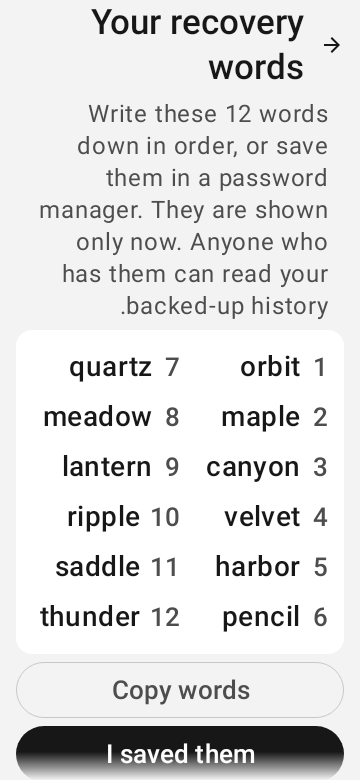 Your recovery
words
Write these 12 words
down in order, or save
them in a password
manager. They are shown
only now. Anyone who
has them can read your
backed-up history.
1 orbit
2 maple
3 canyon
4 velvet
5 harbor
6 pencil
7 quartz
8 meadow
9 lantern
10 ripple
11 saddle
12 thunder
Copy words
I saved them